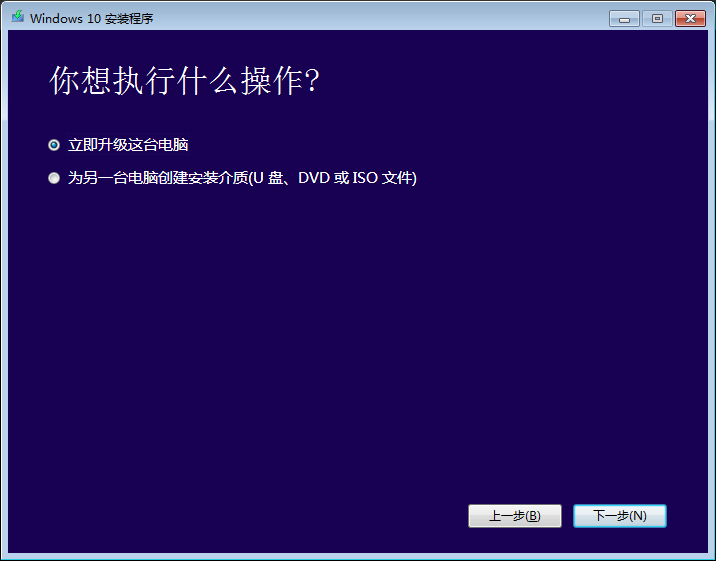 Windows 10 安装程序
你想执行什么操作?
立即升级这台电脑
为另一台电脑创建安装介质(U 盘、DVD 或 ISO 文件)
上一步(B) 下一步(N)